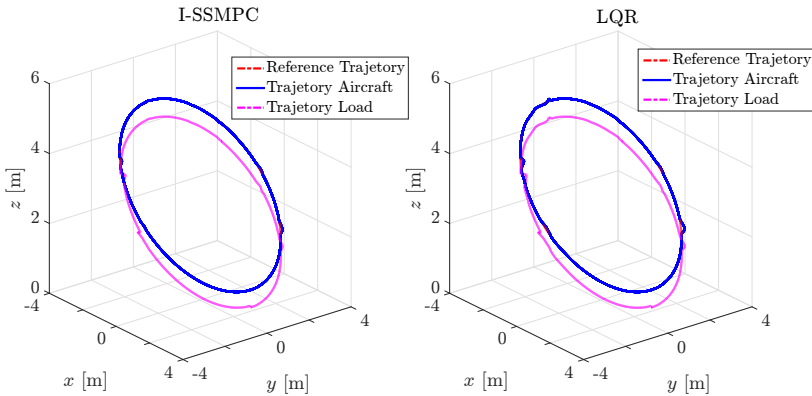 I-SSMPC
Reference Trajetory
Trajetory Aircraft
Trajetory Load
6
4
2
0
z [m]
-4
0
4
x [m]
-4
0
4
y [m]
LQR
Reference Trajetory
Trajetory Aircraft
Trajetory Load
6
4
2
0
z [m]
-4
0
4
x [m]
-4
0
4
y [m]